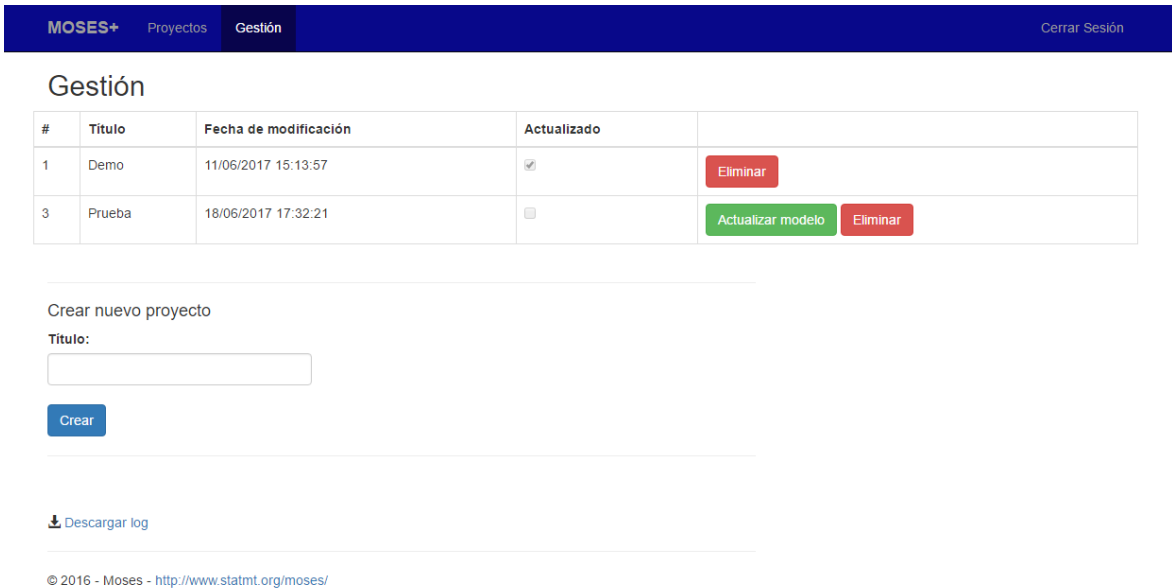 MOSES+ Proyectos Gestión Cerrar Sesión
Gestión
# Título Fecha de modificación Actualizado
1 Demo 11/06/2017 15:13:57 Eliminar
3 Prueba 18/06/2017 17:32:21 Actualizar modelo Eliminar
Crear nuevo proyecto
Título:
Crear
Descargar log
© 2016 - Moses - http://www.statmt.org/moses/